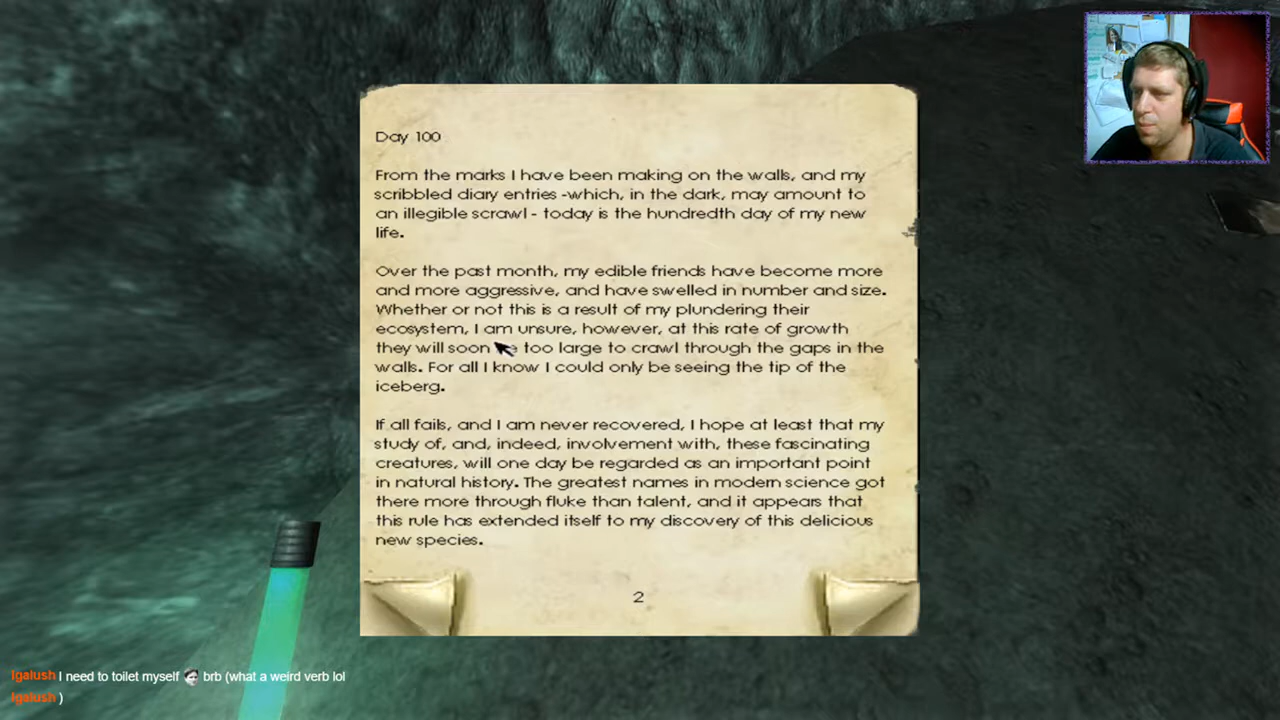 Day 100
From the marks I have been making on the walls, and my
scribbled diary entries -which, in the dark, may amount to
an illegible scrawl - today is the hundredth day of my new
life.
Over the past month, my edible friends have become more
and more aggressive, and have swelled in number and size.
Whether or not this is a result of my plundering their
ecosystem, I am unsure, however, at this rate of growth
they will soon too large to crawl through the gaps in the
walls. For all I know I could only be seeing the tip of the
iceberg.
If all fails, and I am never recovered, I hope at least that my
study of, and, indeed, involvement with, these fascinating
creatures, will one day be regarded as an important point
in natural history. The greatest names in modern science got
there more through fluke than talent, and it appears that
this rule has extended itself to my discovery of this delicious
new species.
2
Igalush I need to toilet myself brb (what a weird verb lol
Igalush )